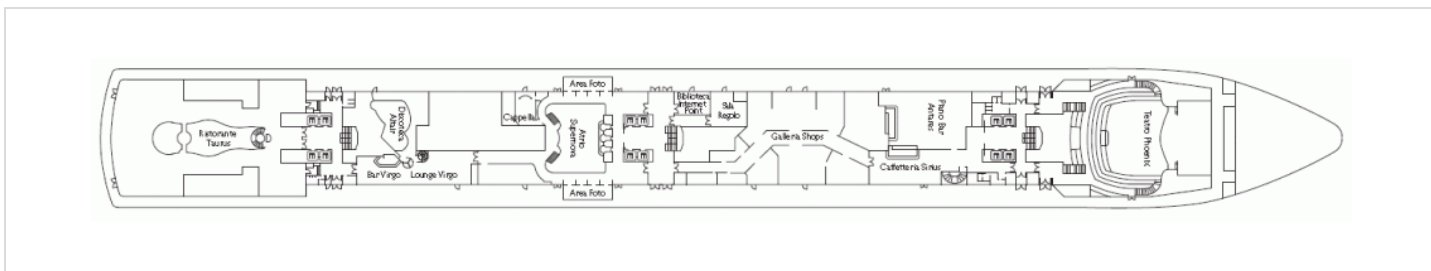 Ristorante
Taurus
Discoteca
Altair
Bar Virgo
Lounge Virgo
Cappella
Area Foto
Atrio
Supernova
Area Foto
Biblioteca
Internet
Point
Sala
Regolo
Galleria Shops
Piano Bar
Antares
Caffetteria Sirius
Teatro Phoenix